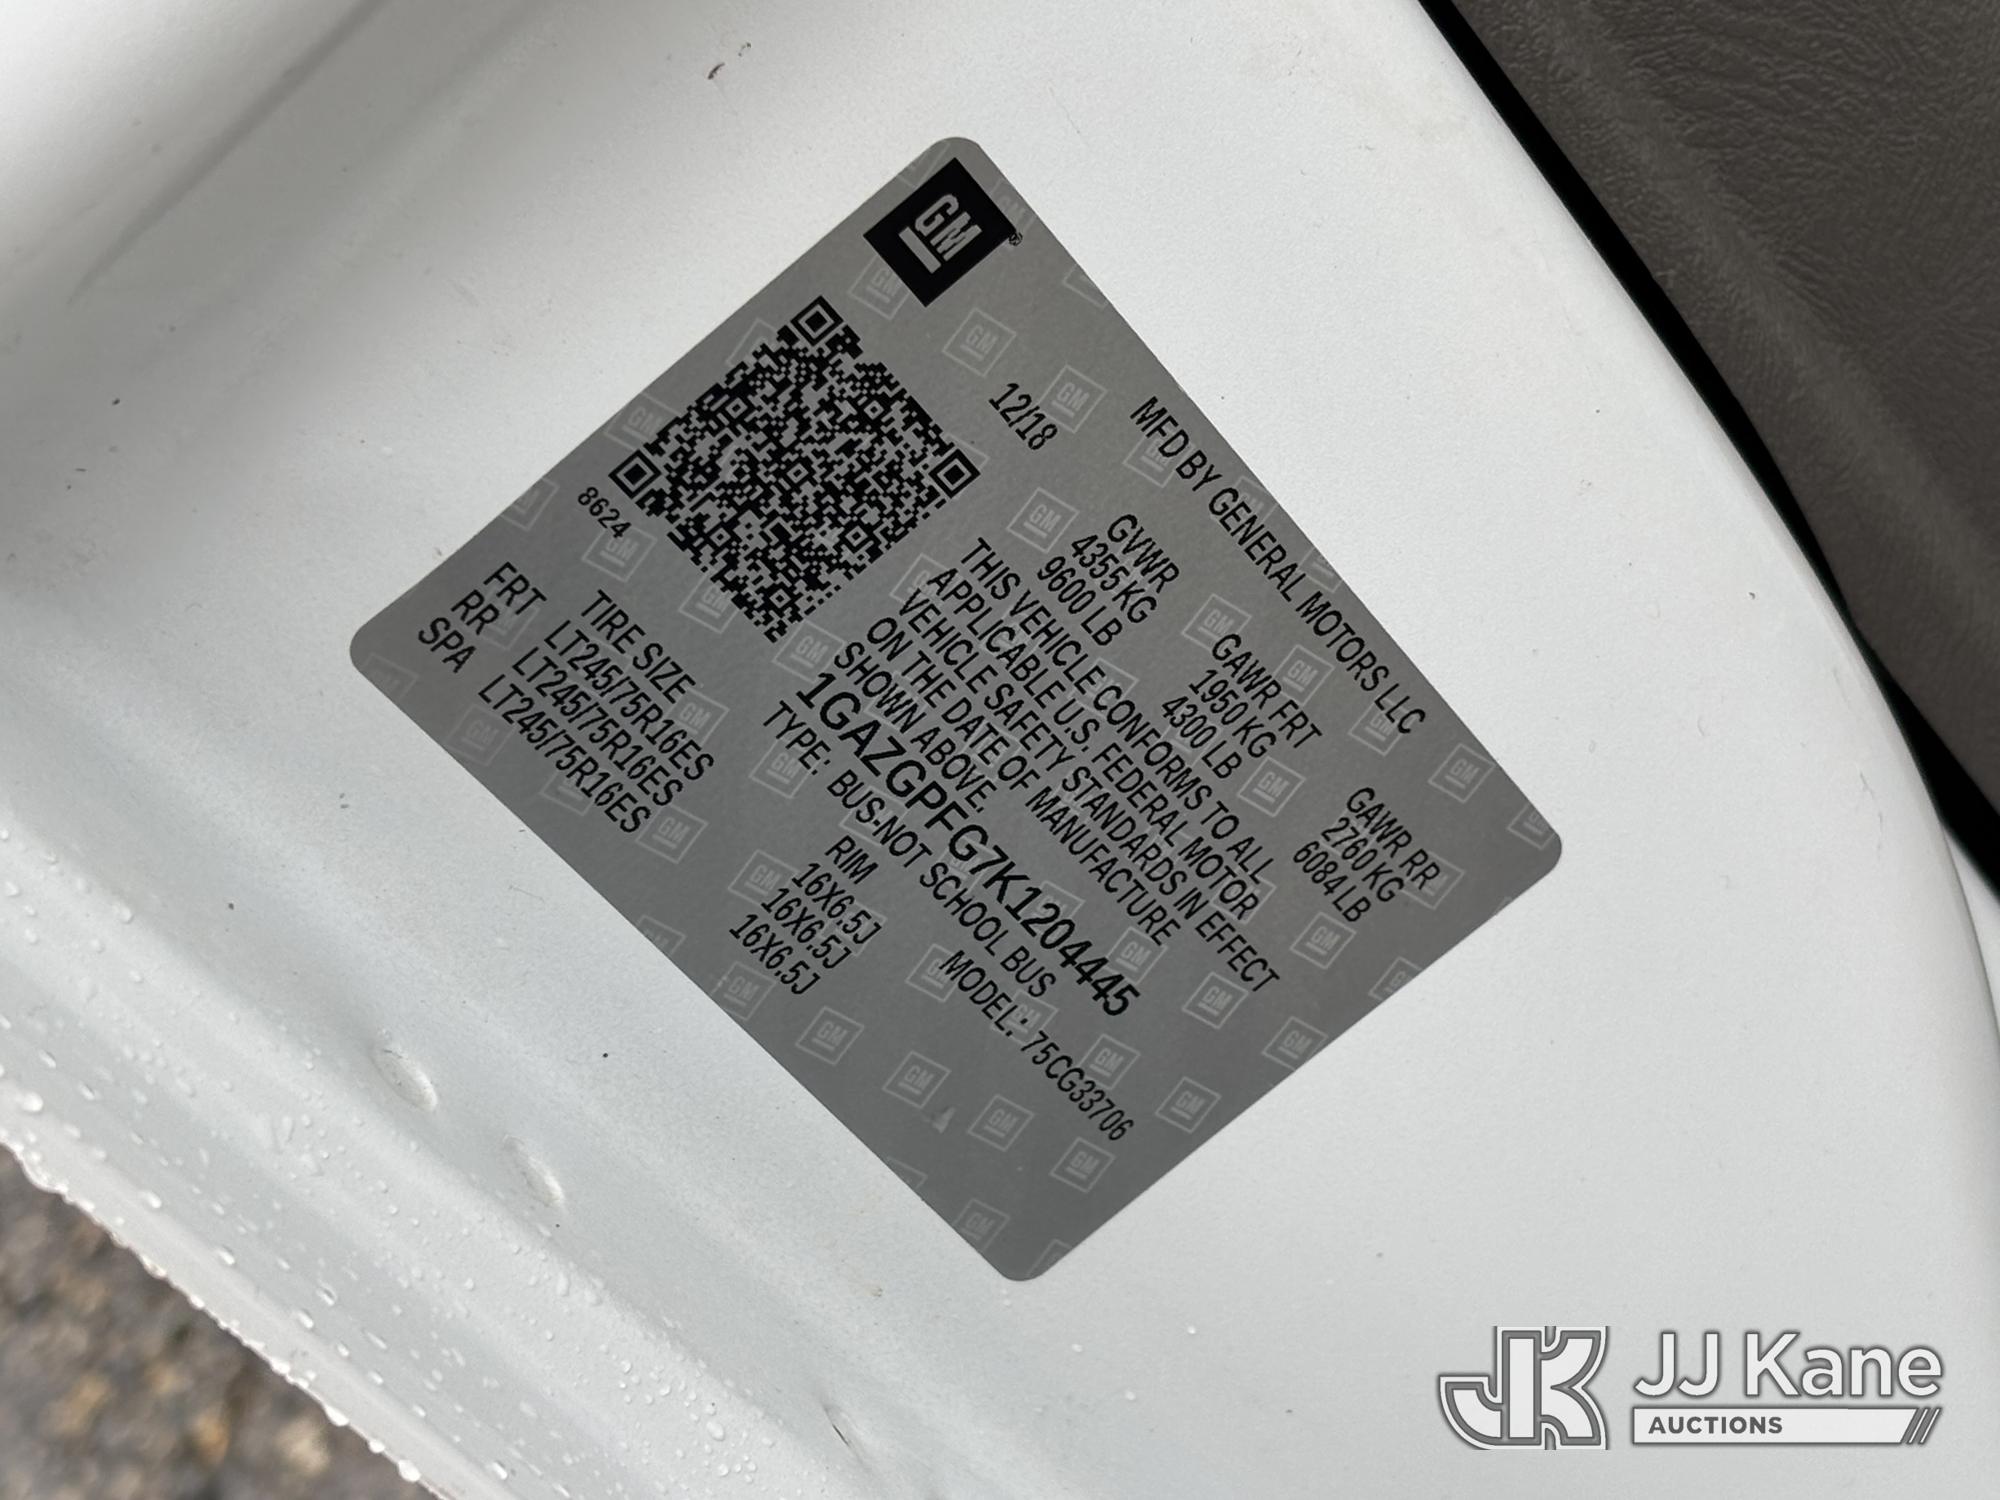 GM
MFD BY GENERAL MOTORS LLC
12/18
GVWR GAWR FRT GAWR RR
4355 KG 1950 KG 2760 KG
9600 LB 4300 LB 6084 LB
THIS VEHICLE CONFORMS TO ALL
APPLICABLE U.S. FEDERAL MOTOR
VEHICLE SAFETY STANDARDS IN EFFECT
ON THE DATE OF MANUFACTURE
SHOWN ABOVE.
1GAZGPFG7K1204445
TYPE: BUS-NOT SCHOOL BUS MODEL: 75CG33706
8624
TIRE SIZE RIM
FRT LT245/75R16ES 16X6.5J
RR LT245/75R16ES 16X6.5J
SPA LT245/75R16ES 16X6.5J
JK JJ Kane
AUCTIONS